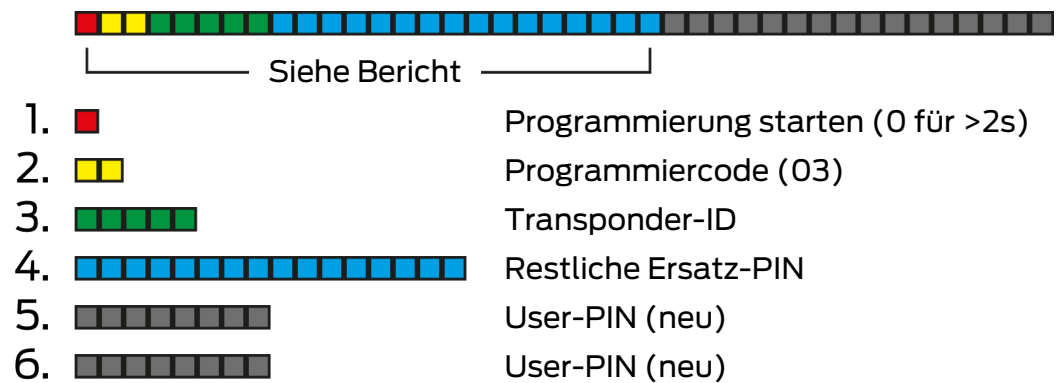 Siehe Bericht
1. Programmierung starten (0 für >2s)
2. Programmiercode (03)
3. Transponder-ID
4. Restliche Ersatz-PIN
5. User-PIN (neu)
6. User-PIN (neu)